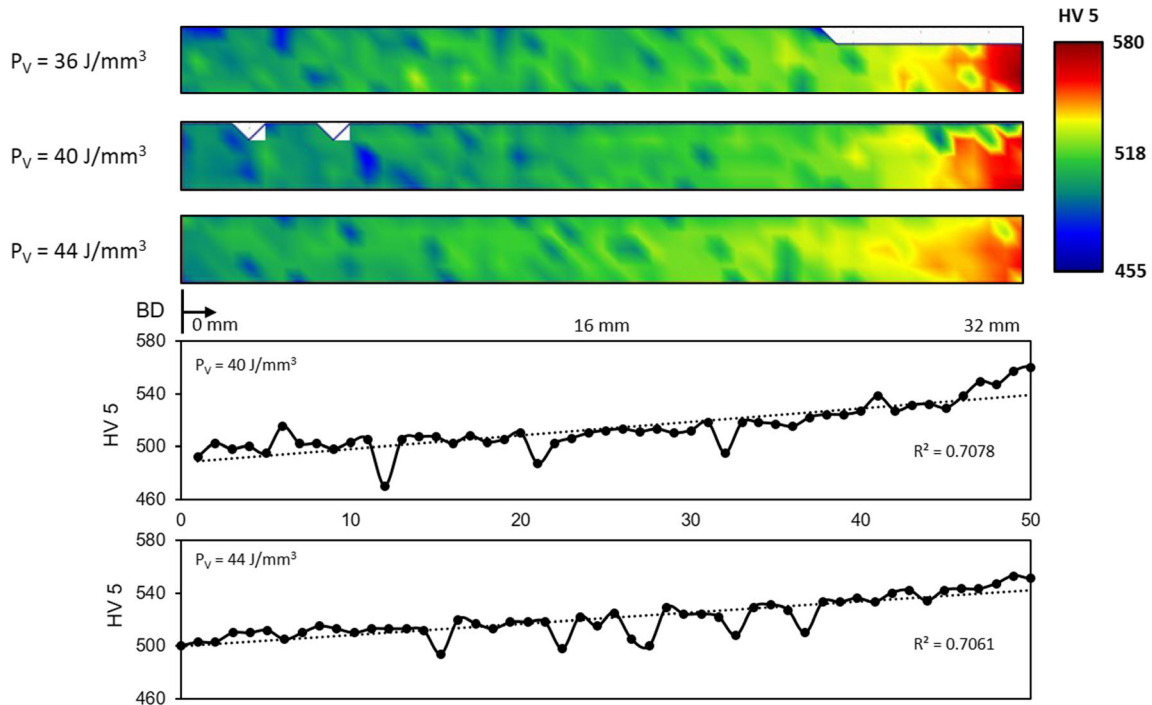 HV 5
580
518
455
P_V = 36 J/mm³
P_V = 40 J/mm³
P_V = 44 J/mm³
BD
0 mm 16 mm 32 mm
580
540
500
460
HV 5
P_V = 40 J/mm³
R² = 0.7078
0 10 20 30 40 50
580
540
500
460
HV 5
P_V = 44 J/mm³
R² = 0.7061